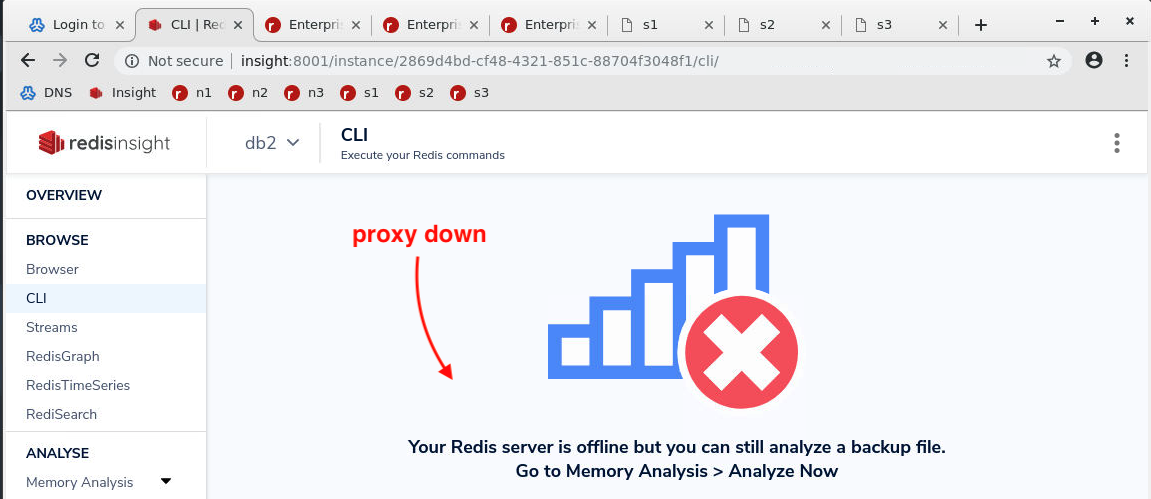 Login to
CLI | Red
Enterpris
Enterpris
Enterpris
s1
s2
s3
Not secure | insight:8001/instance/2869d4bd-cf48-4321-851c-88704f3048f1/cli/
DNS Insight n1 n2 n3 s1 s2 s3
redisinsight
db2
CLI
Execute your Redis commands
OVERVIEW
BROWSE
Browser
CLI
Streams
RedisGraph
RedisTimeSeries
RediSearch
ANALYSE
Memory Analysis
proxy down
Your Redis server is offline but you can still analyze a backup file.
Go to Memory Analysis > Analyze Now